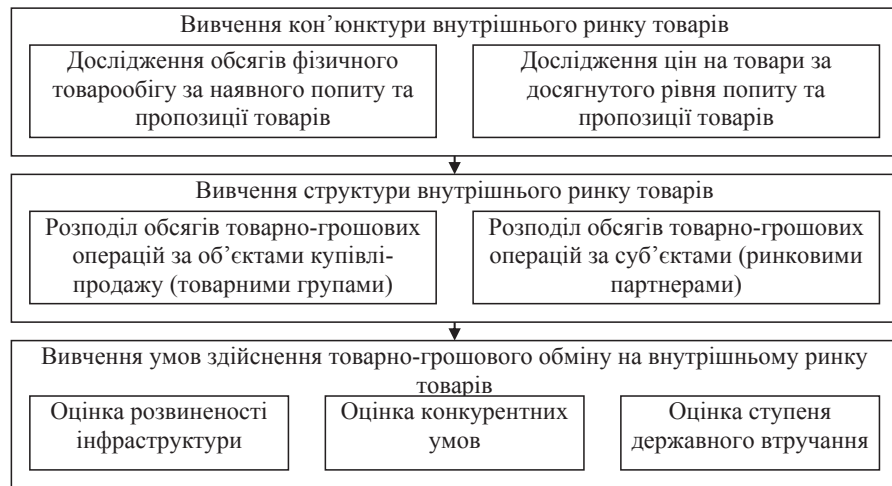 Вивчення кон’юнктури внутрішнього ринку товарів
Дослідження обсягів фізичного
товарообігу за наявного попиту та
пропозиції товарів
Дослідження цін на товари за
досягнутого рівня попиту та
пропозиції товарів
Вивчення структури внутрішнього ринку товарів
Розподіл обсягів товарно-грошових
операцій за об’єктами купівлі-
продажу (товарними групами)
Розподіл обсягів товарно-грошових
операцій за суб’єктами (ринковими
партнерами)
Вивчення умов здійснення товарно-грошового обміну на внутрішньому ринку
товарів
Оцінка розвиненості
інфраструктури
Оцінка конкурентних
умов
Оцінка ступеня
державного втручання